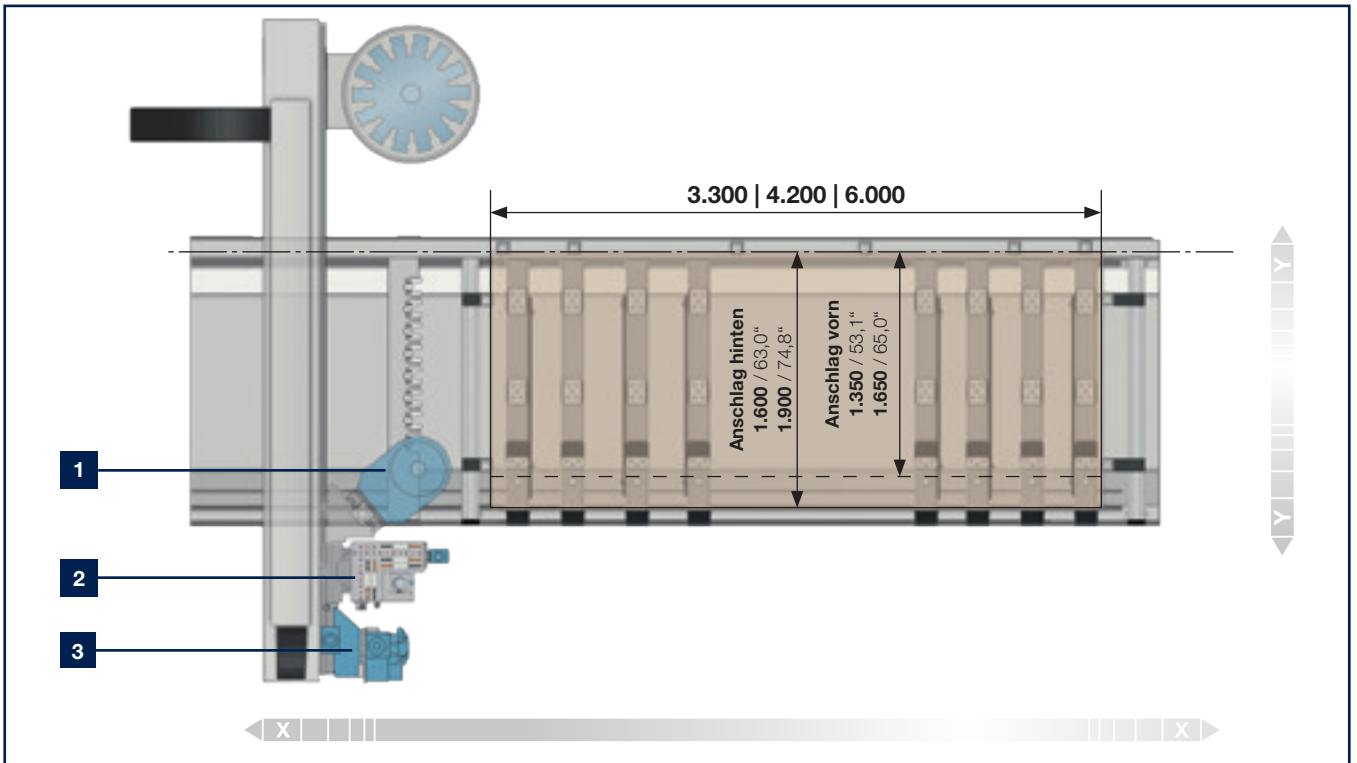 3.300 | 4.200 | 6.000
Anschlag hinten
1.600 / 63,0“
1.900 / 74,8“
Anschlag vorn
1.350 / 53,1“
1.650 / 65,0“
Y
Y
1
2
3
X
X